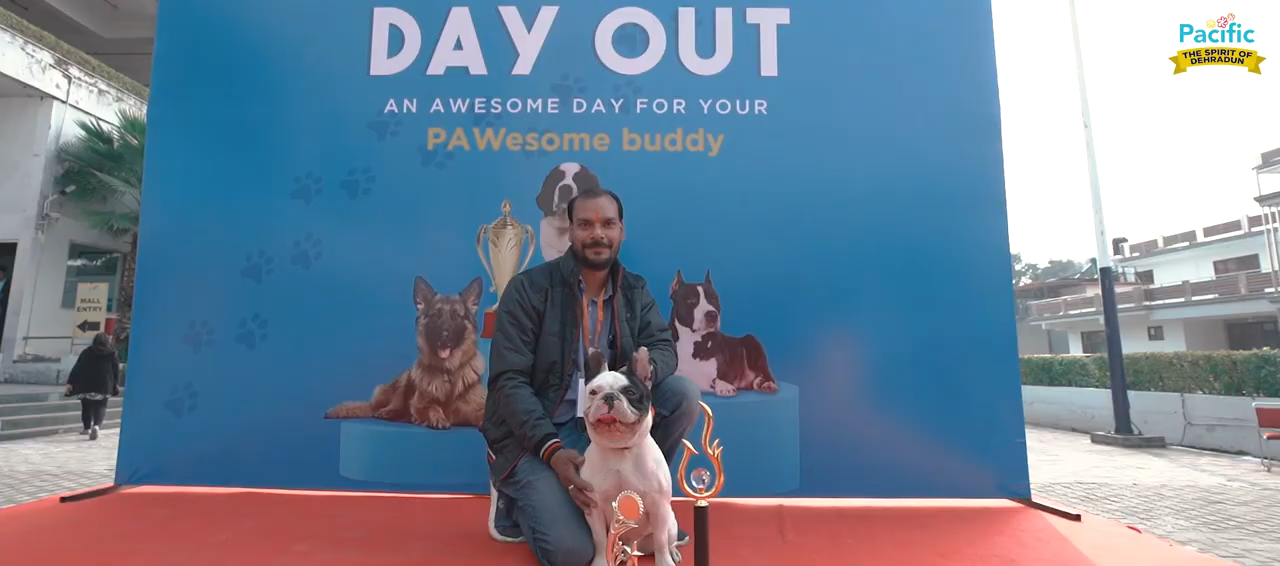 DAY OUT
AN AWESOME DAY FOR YOUR
PAWesome buddy
Pacific
THE SPIRIT OF
DEHRADUN
MALL
ENTRY